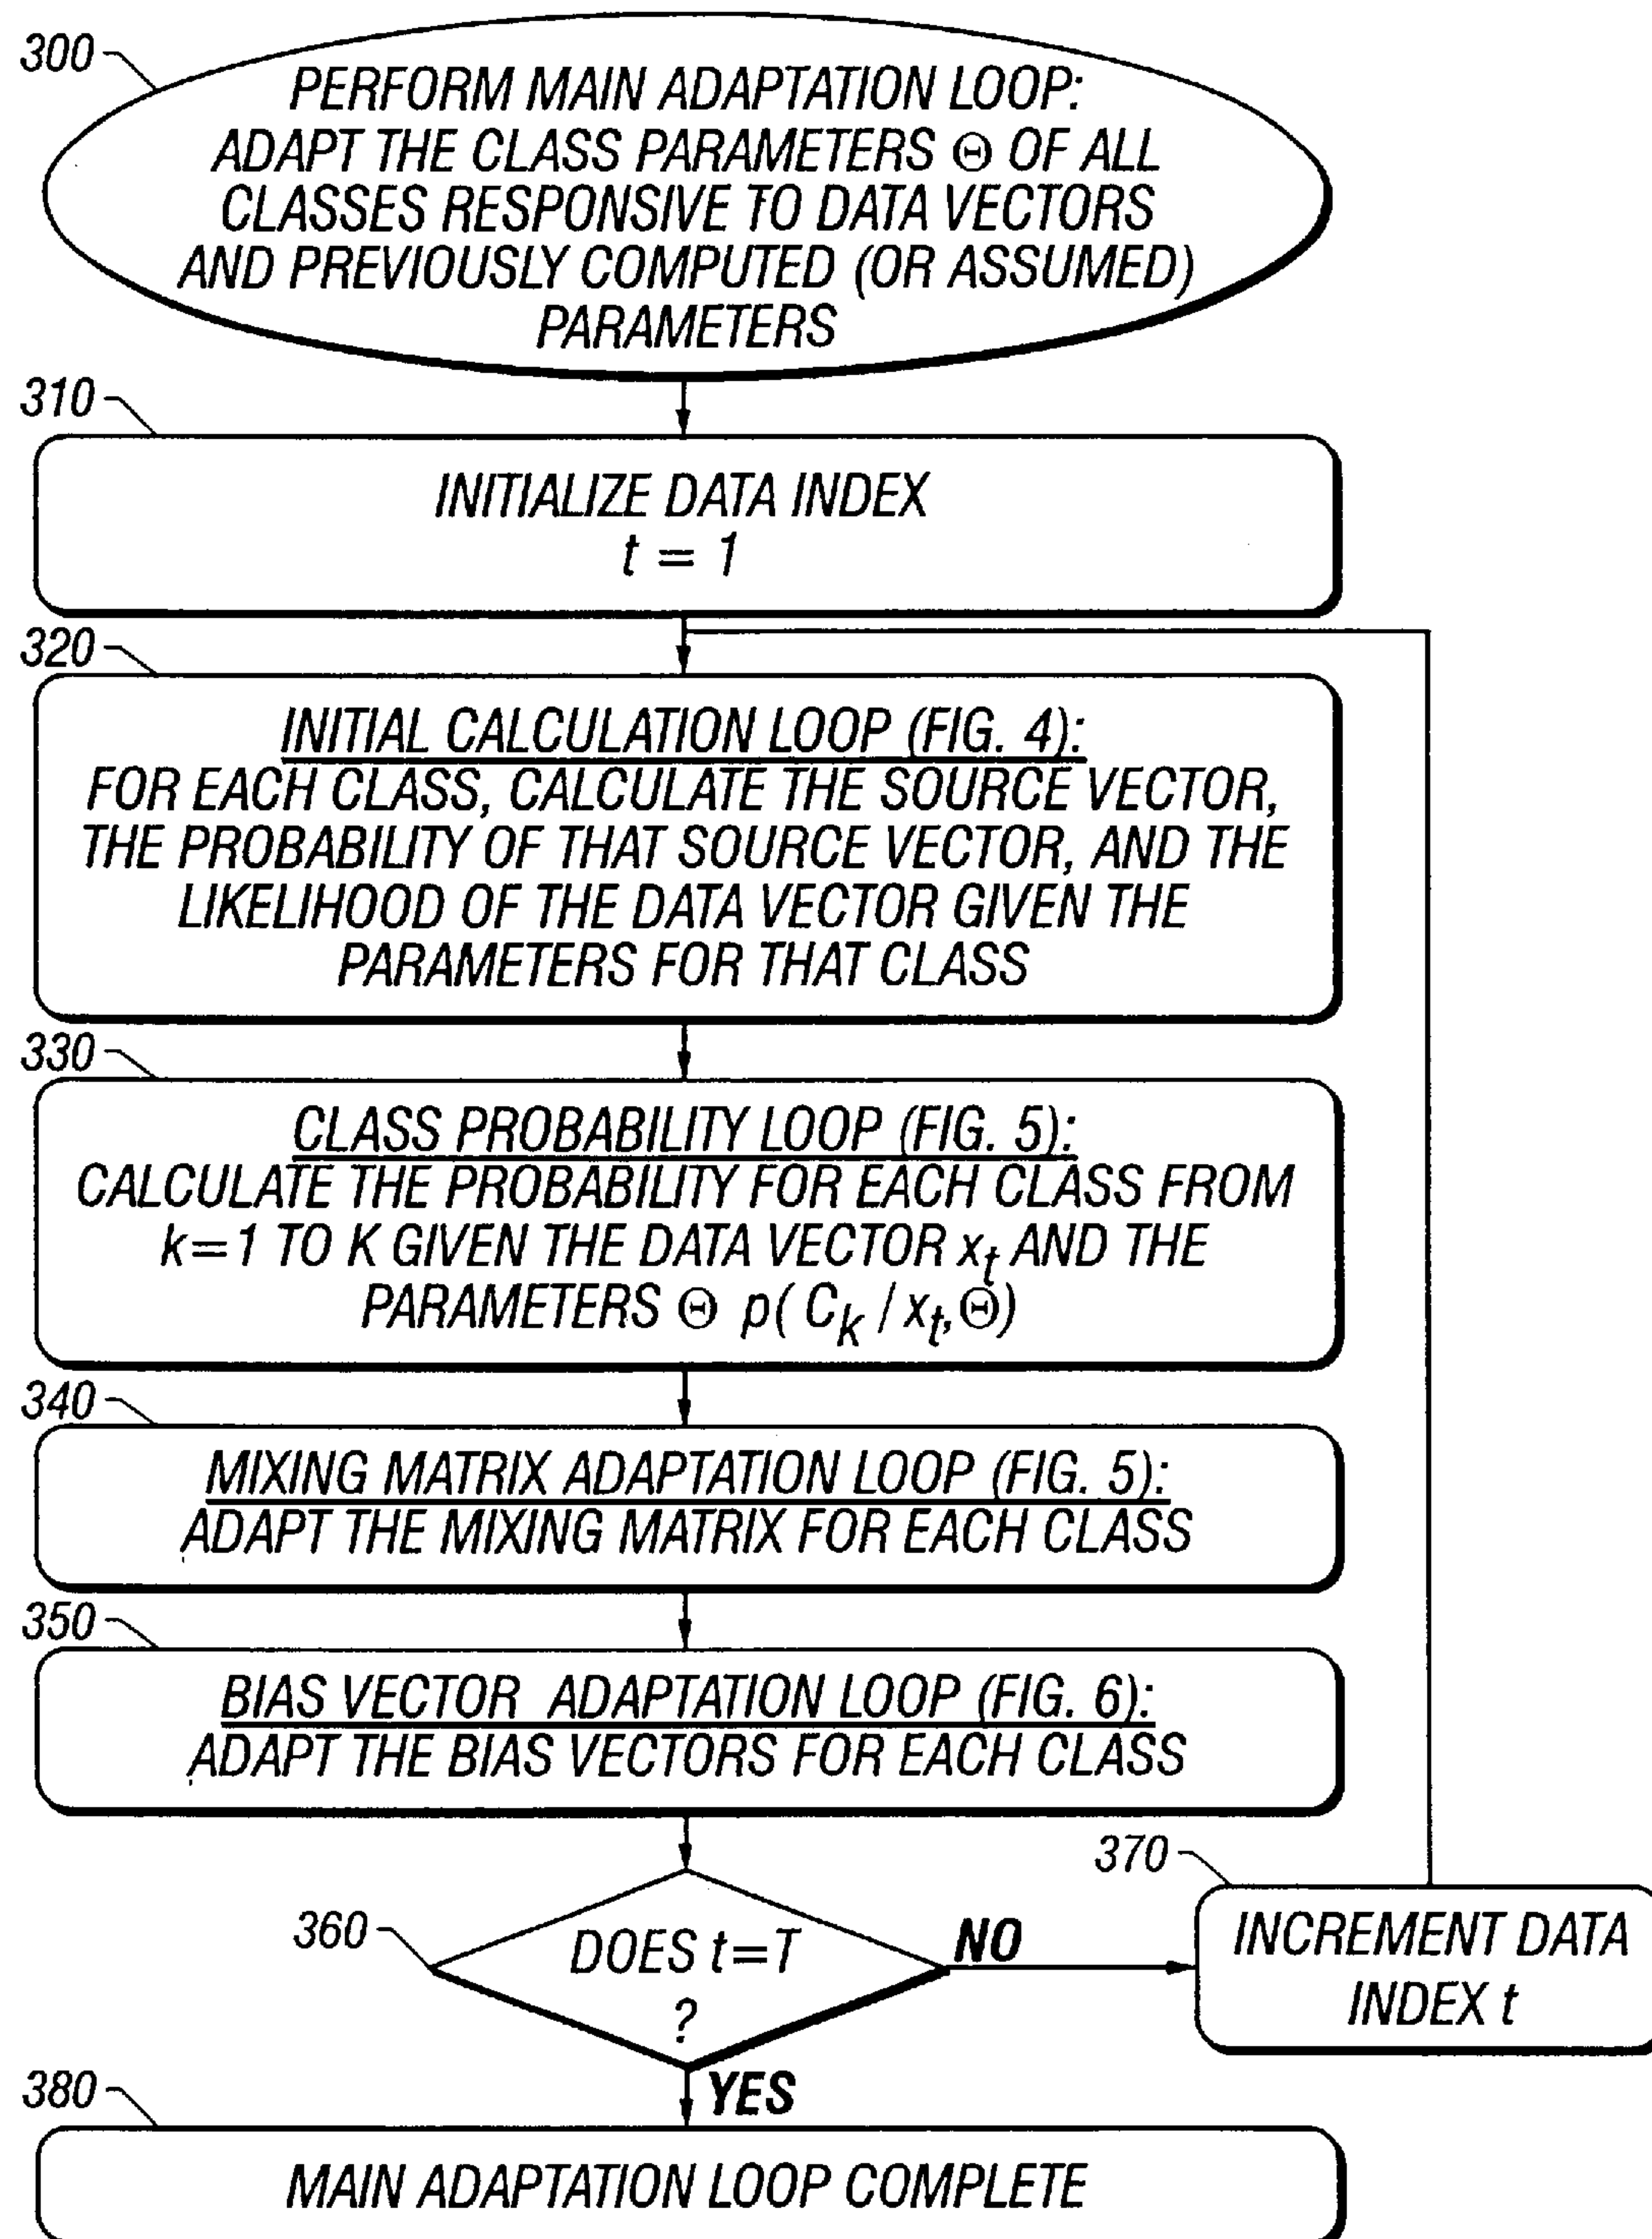 300
PERFORM MAIN ADAPTATION LOOP:
ADAPT THE CLASS PARAMETERS Θ OF ALL
CLASSES RESPONSIVE TO DATA VECTORS
AND PREVIOUSLY COMPUTED (OR ASSUMED)
PARAMETERS
310
INITIALIZE DATA INDEX
t = 1
320
INITIAL CALCULATION LOOP (FIG. 4):
FOR EACH CLASS, CALCULATE THE SOURCE VECTOR,
THE PROBABILITY OF THAT SOURCE VECTOR, AND THE
LIKELIHOOD OF THE DATA VECTOR GIVEN THE
PARAMETERS FOR THAT CLASS
330
CLASS PROBABILITY LOOP (FIG. 5):
CALCULATE THE PROBABILITY FOR EACH CLASS FROM
k=1 TO K GIVEN THE DATA VECTOR x_t AND THE
PARAMETERS Θ p( C_k / x_t, Θ)
340
MIXING MATRIX ADAPTATION LOOP (FIG. 5):
ADAPT THE MIXING MATRIX FOR EACH CLASS
350
BIAS VECTOR ADAPTATION LOOP (FIG. 6):
ADAPT THE BIAS VECTORS FOR EACH CLASS
360
DOES t=T
?
NO
370
INCREMENT DATA
INDEX t
YES
380
MAIN ADAPTATION LOOP COMPLETE